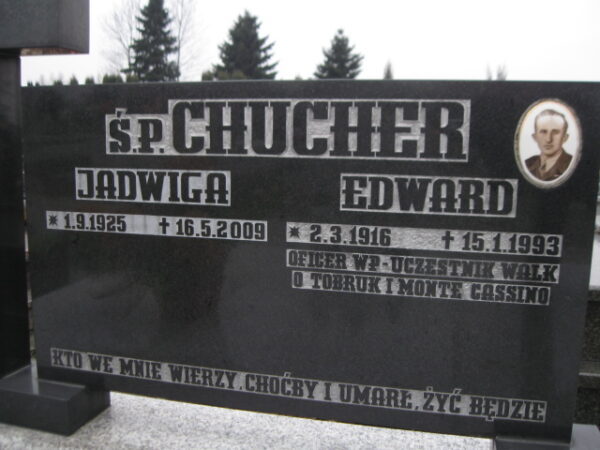 Ś.P. CHUCHER
JADWIGA
* 1.9.1925 ✝ 16.5.2009
EDWARD
* 2.3.1916 ✝ 15.1.1993
OFICER WP-UCZESTNIK WALK
O TOBRUK I MONTE CASSINO
KTO WE MNIE WIERZY, CHOĆBY I UMARŁ, ŻYĆ BĘDZIE